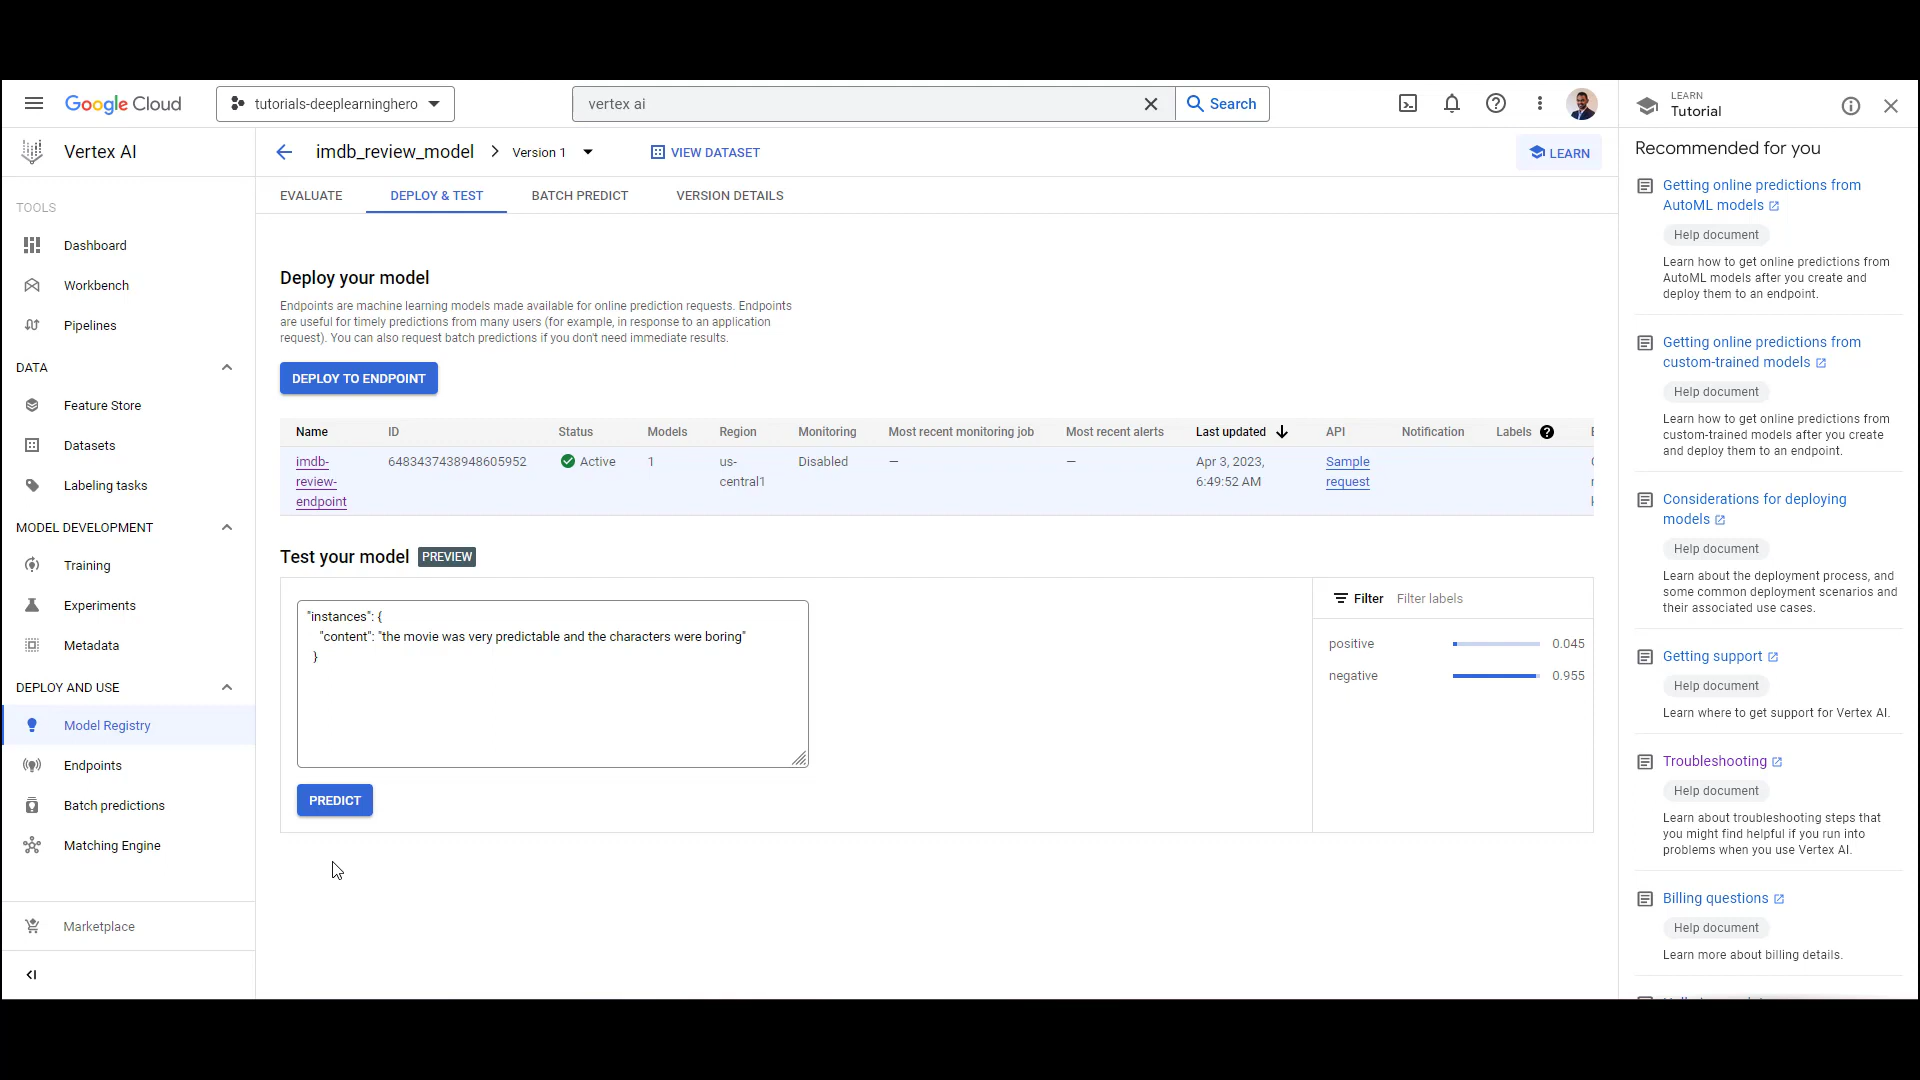 Google Cloud
tutorials-deeplearninghero
vertex ai
Search
LEARN
Tutorial
Vertex AI
imdb_review_model
Version 1
VIEW DATASET
LEARN
EVALUATE
DEPLOY & TEST
BATCH PREDICT
VERSION DETAILS
TOOLS
Dashboard
Workbench
Pipelines
DATA
Feature Store
Datasets
Labeling tasks
MODEL DEVELOPMENT
Training
Experiments
Metadata
DEPLOY AND USE
Model Registry
Endpoints
Batch predictions
Matching Engine
Marketplace
Deploy your model
Endpoints are machine learning models made available for online prediction requests. Endpoints
are useful for timely predictions from many users (for example, in response to an application
request). You can also request batch predictions if you don't need immediate results.
DEPLOY TO ENDPOINT
Name ID Status Models Region Monitoring Most recent monitoring job Most recent alerts Last updated API Notification Labels
imdb- 6483437438948605952 Active 1 us- Disabled — — Apr 3, 2023, Sample
review- central1 6:49:52 AM request
endpoint
Test your model PREVIEW
"instances": {
"content": "the movie was very predictable and the characters were boring"
}
PREDICT
Filter Filter labels
positive 0.045
negative 0.955
Recommended for you
Getting online predictions from
AutoML models
Help document
Learn how to get online predictions from
AutoML models after you create and
deploy them to an endpoint.
Getting online predictions from
custom-trained models
Help document
Learn how to get online predictions from
custom-trained models after you create
and deploy them to an endpoint.
Considerations for deploying
models
Help document
Learn about the deployment process, and
some common deployment scenarios and
their associated use cases.
Getting support
Help document
Learn where to get support for Vertex AI.
Troubleshooting
Help document
Learn about troubleshooting steps that
you might find helpful if you run into
problems when you use Vertex AI.
Billing questions
Help document
Learn more about billing details.